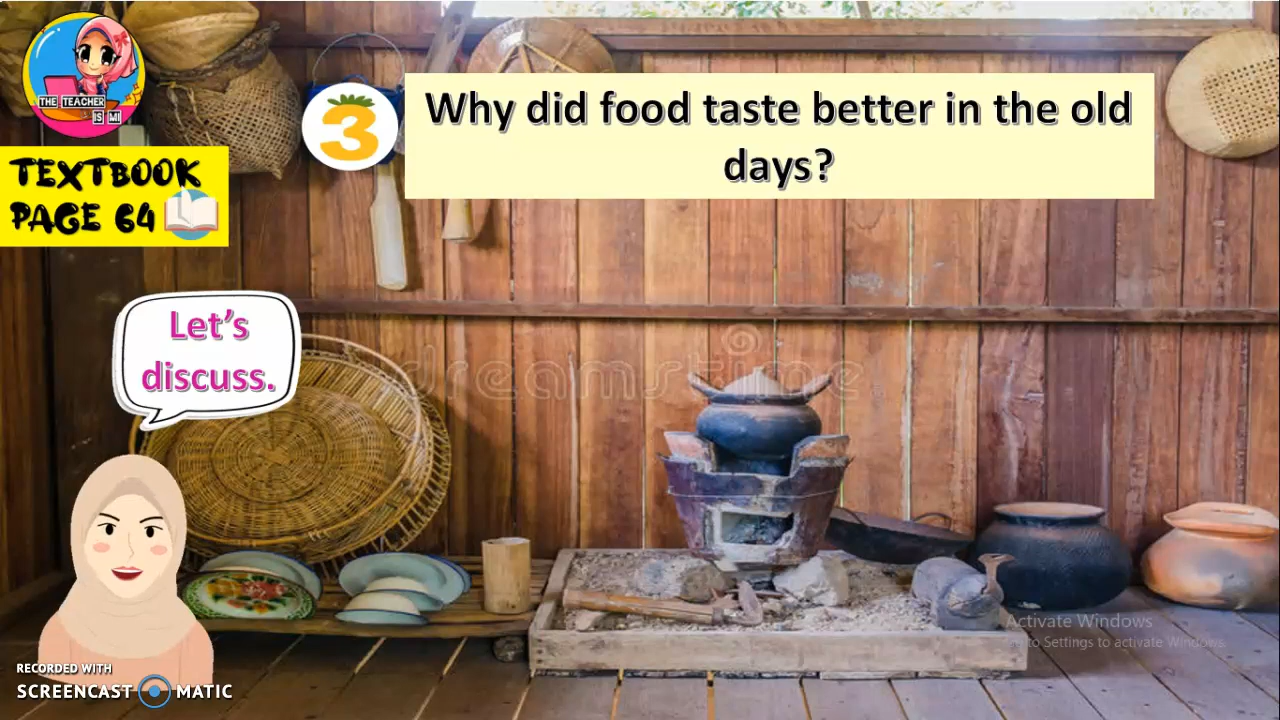 THE TEACHER
IS MI
3
Why did food taste better in the old
days?
TEXTBOOK
PAGE 64
Let's
discuss.
dreamstime
Activate Windows
Go to Settings to activate Windows.
RECORDED WITH
SCREENCAST MATIC